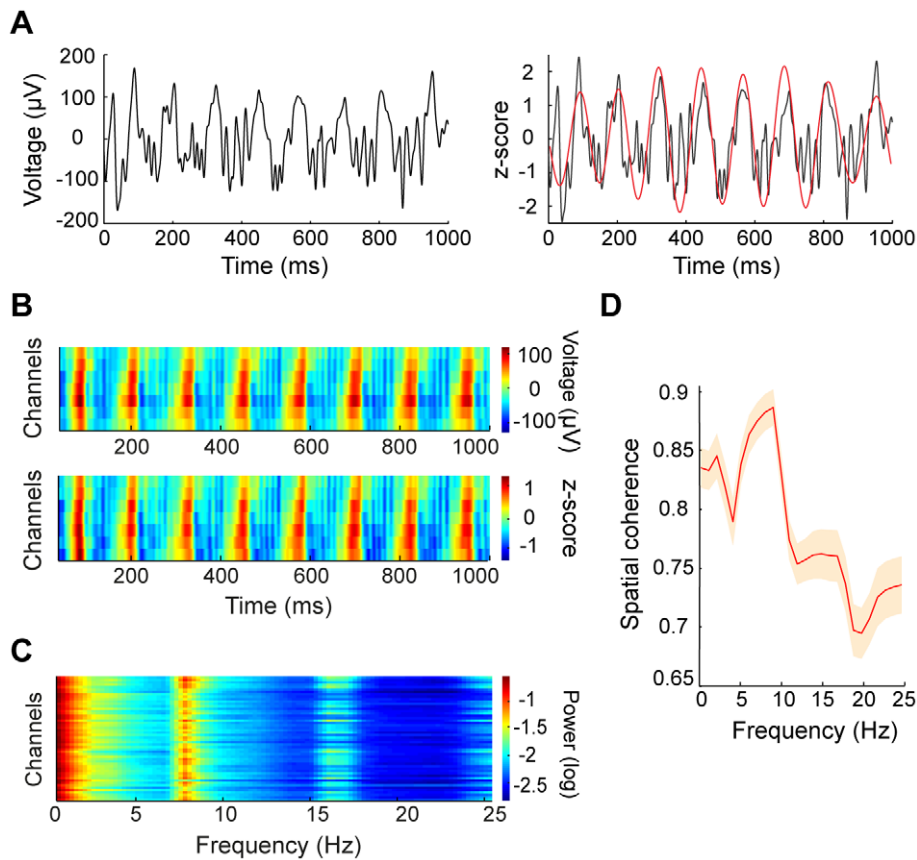 A
Voltage (µV)
200
100
0
-100
-200
0 200 400 600 800 1000
Time (ms)
z-score
2
1
0
-1
-2
0 200 400 600 800 1000
Time (ms)
B
Channels
200 400 600 800 1000
100
0
-100
Voltage (µV)
Channels
200 400 600 800 1000
Time (ms)
1
0
-1
z-score
C
Channels
0 5 10 15 20 25
Frequency (Hz)
-1
-1.5
-2
-2.5
Power (log)
D
Spatial coherence
0.9
0.85
0.8
0.75
0.7
0.65
0 5 10 15 20 25
Frequency (Hz)